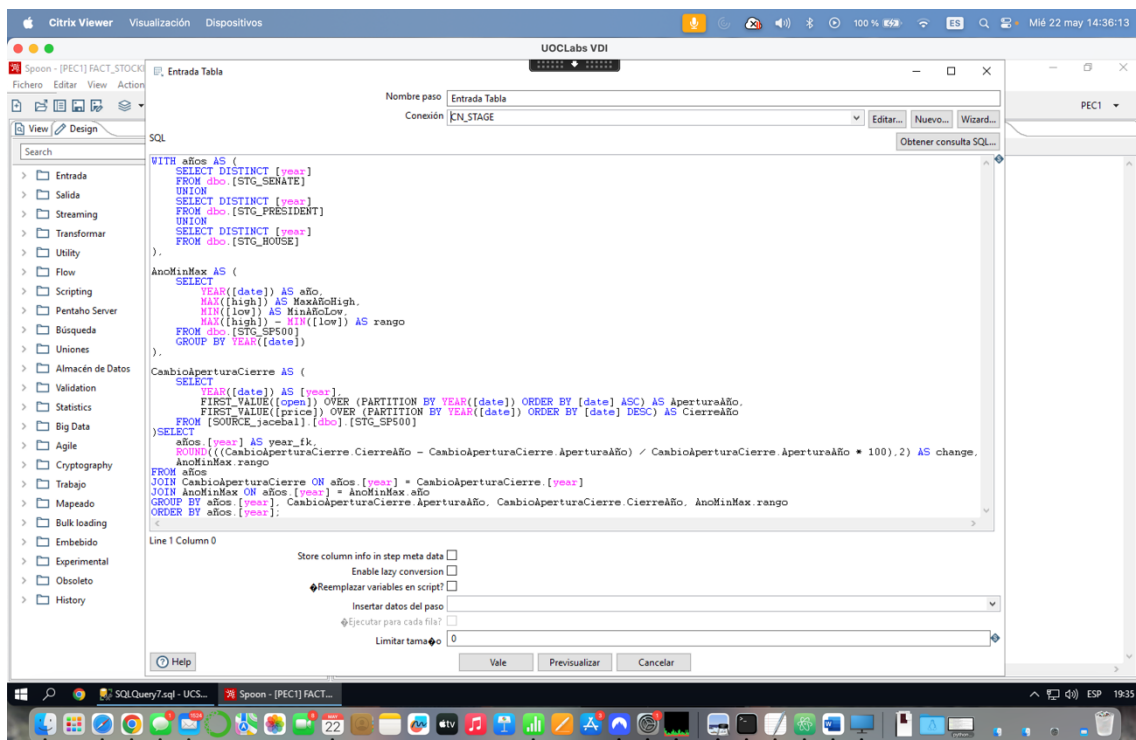 Citrix Viewer Visualización Dispositivos 100 % ES Mié 22 may 14:36:13
UOCLabs VDI
Spoon - [PEC1] FACT_STOCKI
Entrada Tabla
Fichero Editar View Action
PEC1
View Design
Search
Entrada
Salida
Streaming
Transformar
Utility
Flow
Scripting
Pentaho Server
Búsqueda
Uniones
Almacén de Datos
Validation
Statistics
Big Data
Agile
Cryptography
Trabajo
Mapeado
Bulk loading
Embebido
Experimental
Obsoleto
History
Nombre paso Entrada Tabla
Conexión CN_STAGE Editar... Nuevo... Wizard...
SQL Obtener consulta SQL...
WITH años AS (
SELECT DISTINCT [year]
FROM dbo.[STG_SENATE]
UNION
SELECT DISTINCT [year]
FROM dbo.[STG_PRESIDENT]
UNION
SELECT DISTINCT [year]
FROM dbo.[STG_HOUSE]
),
AnoMinMax AS (
SELECT
YEAR([date]) AS año,
MAX([high]) AS MaxAñoHigh,
MIN([low]) AS MinAñoLow,
MAX([high]) - MIN([low]) AS rango
FROM dbo.[STG_SP500]
GROUP BY YEAR([date])
),
CambioAperturaCierre AS (
SELECT
YEAR([date]) AS [year],
FIRST_VALUE([open]) OVER (PARTITION BY YEAR([date]) ORDER BY [date] ASC) AS AperturaAño,
FIRST_VALUE([price]) OVER (PARTITION BY YEAR([date]) ORDER BY [date] DESC) AS CierreAño
FROM [SOURCE_jacebal].[dbo].[STG_SP500]
)SELECT
años.[year] AS year_fk,
ROUND(((CambioAperturaCierre.CierreAño - CambioAperturaCierre.AperturaAño) / CambioAperturaCierre.AperturaAño * 100),2) AS change,
AnoMinMax.rango
FROM años
JOIN CambioAperturaCierre ON años.[year] = CambioAperturaCierre.[year]
JOIN AnoMinMax ON años.[year] = AnoMinMax.año
GROUP BY años.[year], CambioAperturaCierre.AperturaAño, CambioAperturaCierre.CierreAño, AnoMinMax.rango
ORDER BY años.[year];
Line 1 Column 0
Store column info in step meta data
Enable lazy conversion
�Reemplazar variables en script?
Insertar datos del paso
�Ejecutar para cada fila?
Limitar tama�o 0
Help Vale Previsualizar Cancelar
SQLQuery7.sql - UCS... Spoon - [PEC1] FACT... ESP 19:35
22